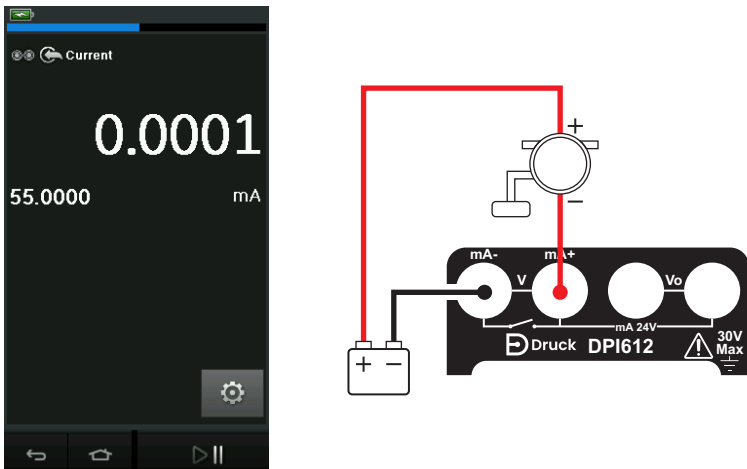 Current
0.0001
55.0000 mA
+
−
mA- mA+
V Vo
mA 24V
Druck DPI612
30V
Max
+ −